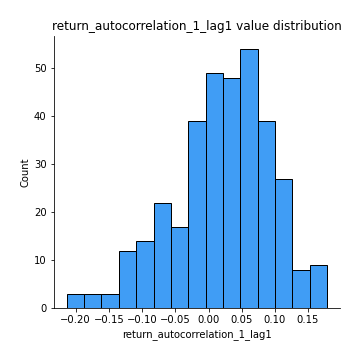 return_autocorrelation_1_lag1 value distribution
50
40
30
20
10
0
Count
−0.20 −0.15 −0.10 −0.05 0.00 0.05 0.10 0.15
return_autocorrelation_1_lag1